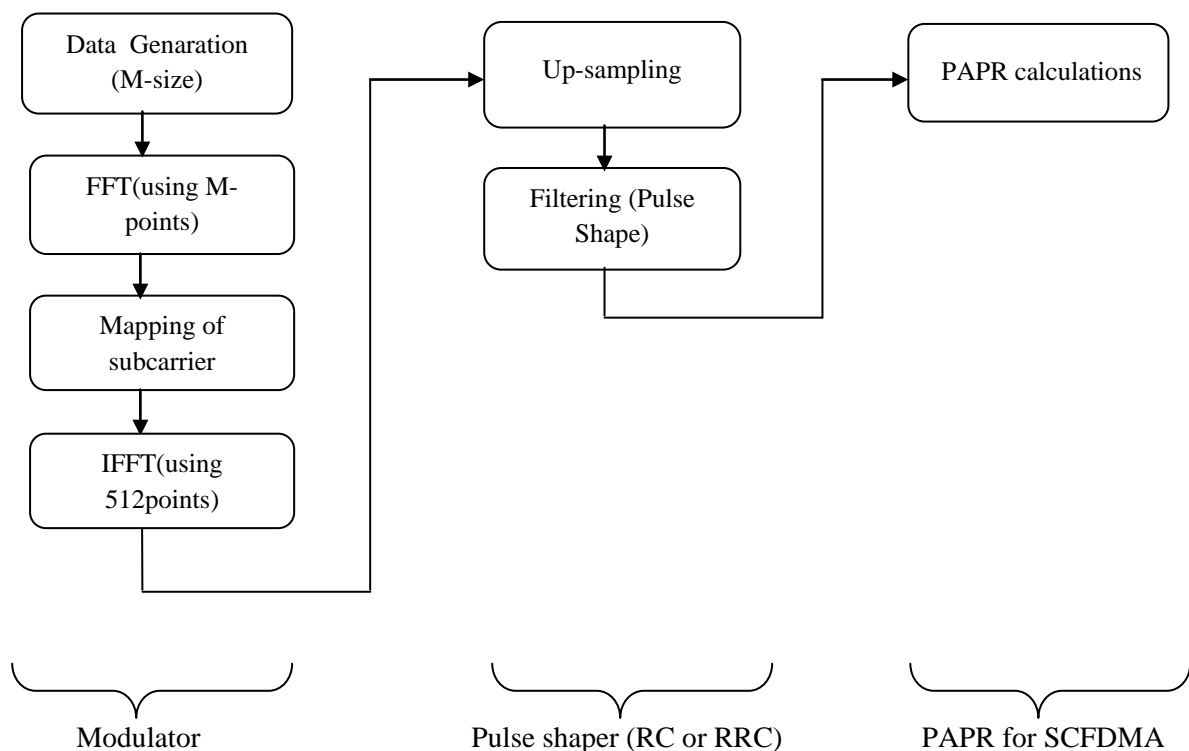 Data Genaration
(M-size)
FFT(using M-
points)
Mapping of
subcarrier
IFFT(using
512points)
Up-sampling
Filtering (Pulse
Shape)
PAPR calculations
Modulator
Pulse shaper (RC or RRC)
PAPR for SCFDMA